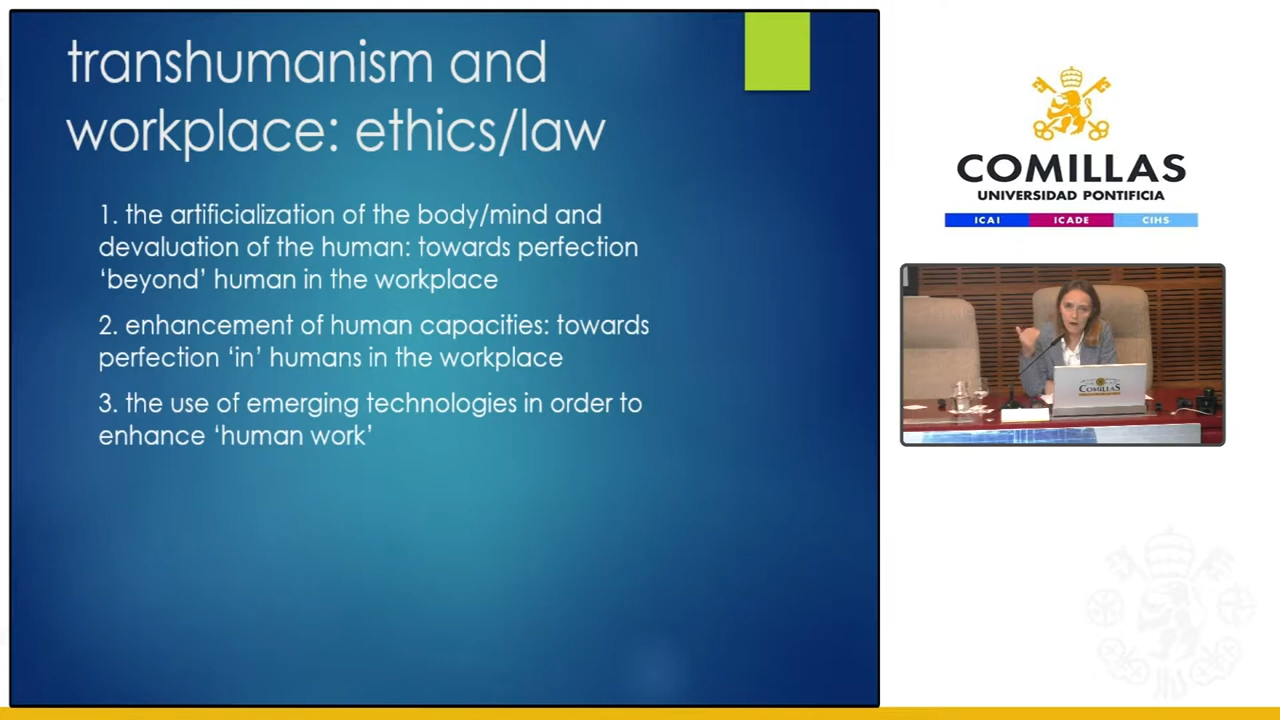 transhumanism and
workplace: ethics/law
1. the artificialization of the body/mind and
devaluation of the human: towards perfection
‘beyond’ human in the workplace
2. enhancement of human capacities: towards
perfection ‘in’ humans in the workplace
3. the use of emerging technologies in order to
enhance ‘human work’
COMILLAS
UNIVERSIDAD PONTIFICIA
ICAI ICADE CIHS
COMILLAS